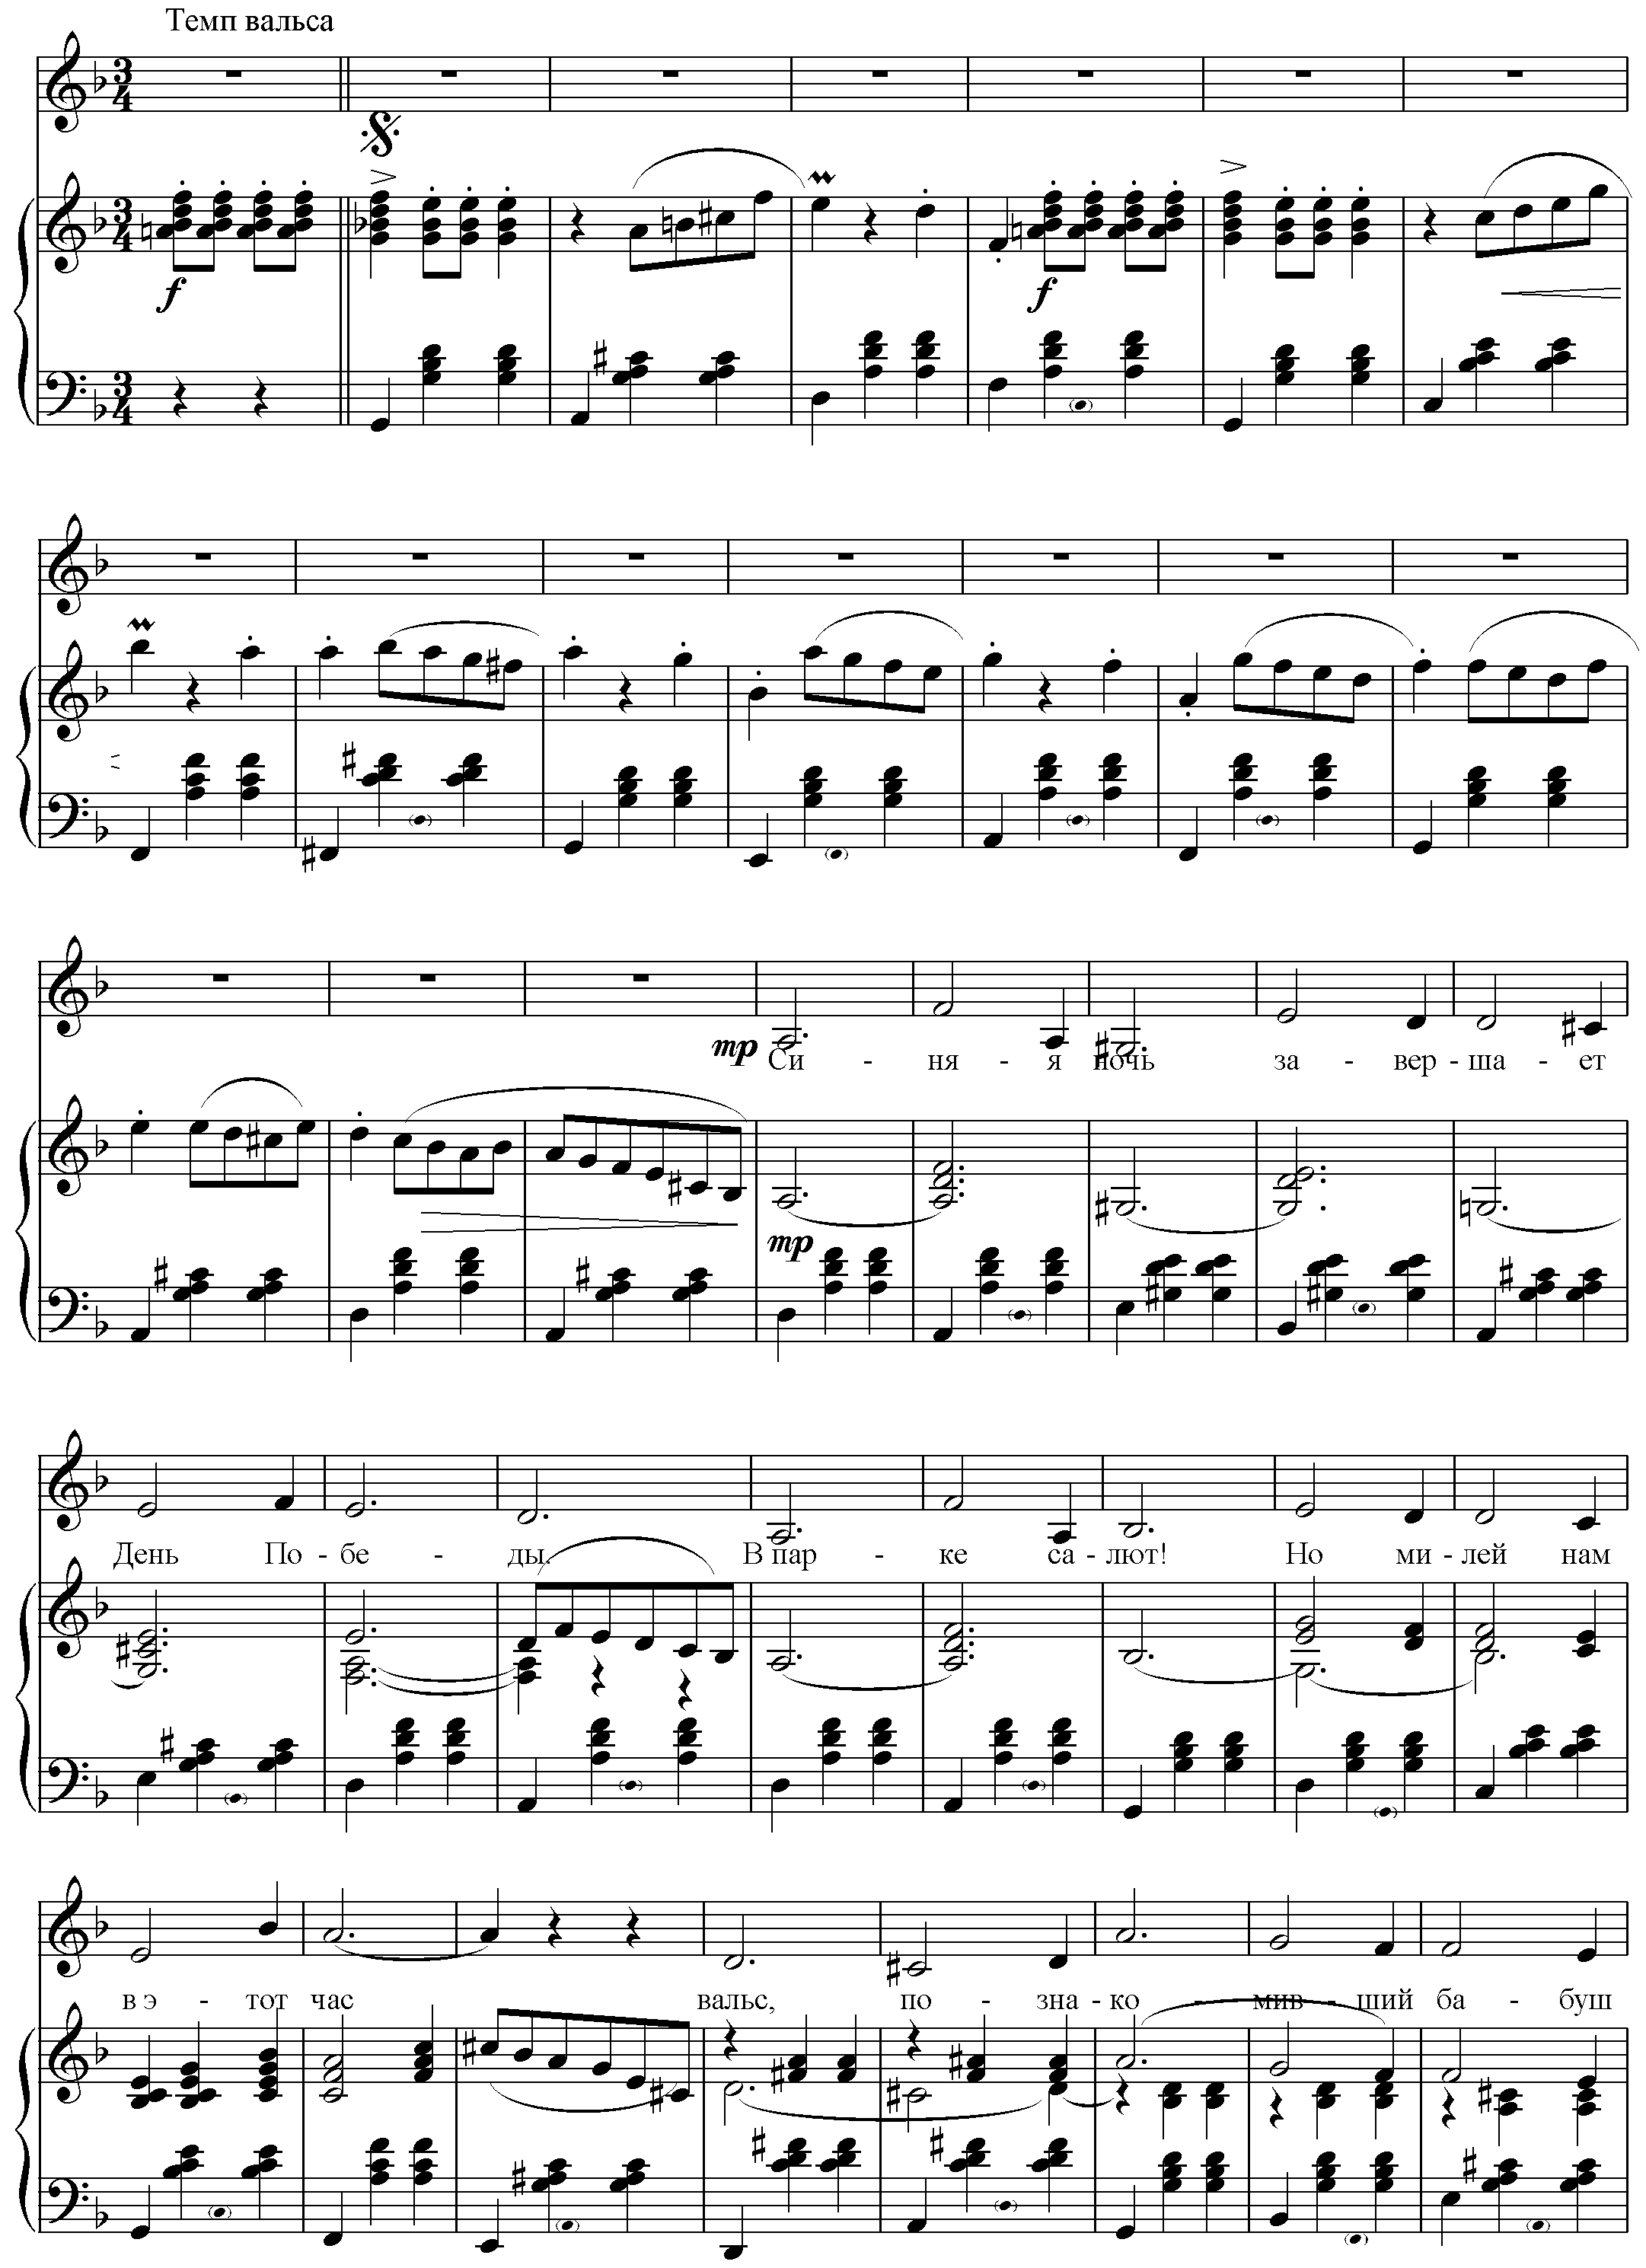 Темп вальса
Си - ня - я ночь за - вер - ша - ет
День По - бе - ды. В пар - ке са - лют! Но ми - лей нам
в э - тот час вальс, по - зна - ко - мив - ший ба - буш